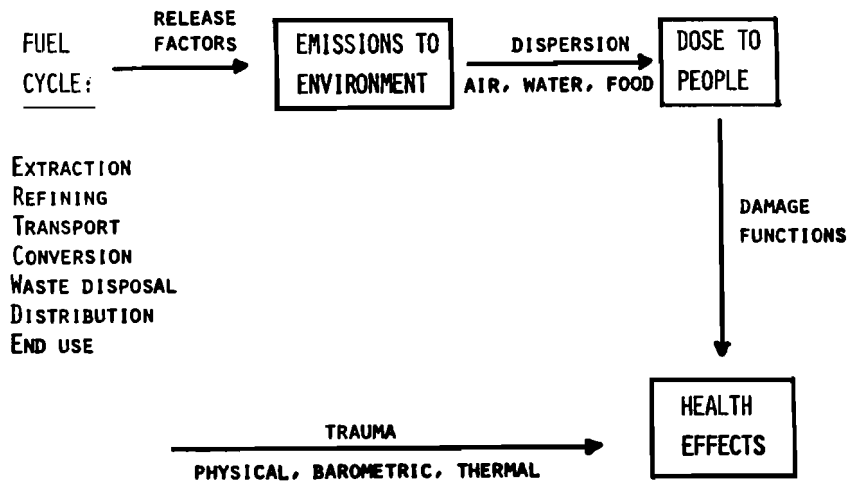 FUEL
CYCLE:
RELEASE
FACTORS
EMISSIONS TO
ENVIRONMENT
DISPERSION
AIR, WATER, FOOD
DOSE TO
PEOPLE
EXTRACTION
REFINING
TRANSPORT
CONVERSION
WASTE DISPOSAL
DISTRIBUTION
END USE
DAMAGE
FUNCTIONS
TRAUMA
PHYSICAL, BAROMETRIC, THERMAL
HEALTH
EFFECTS